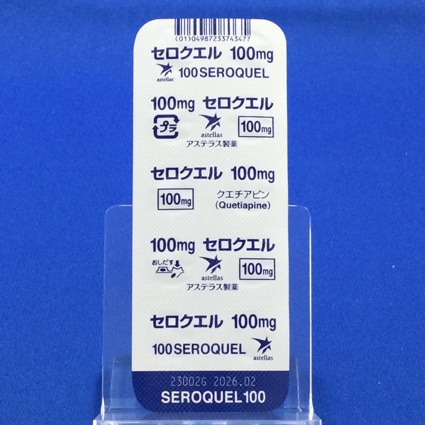 (01)04987233743477
セロクエル 100mg
100SEROQUEL
100mg セロクエル
プラ
astellas
100mg
アステラス製薬
セロクエル 100mg
100mg
クエチアピン
(Quetiapine)
100mg セロクエル
おしだす
astellas
100mg
アステラス製薬
セロクエル 100mg
100SEROQUEL
astellas
23002G 2026.02
SEROQUEL100